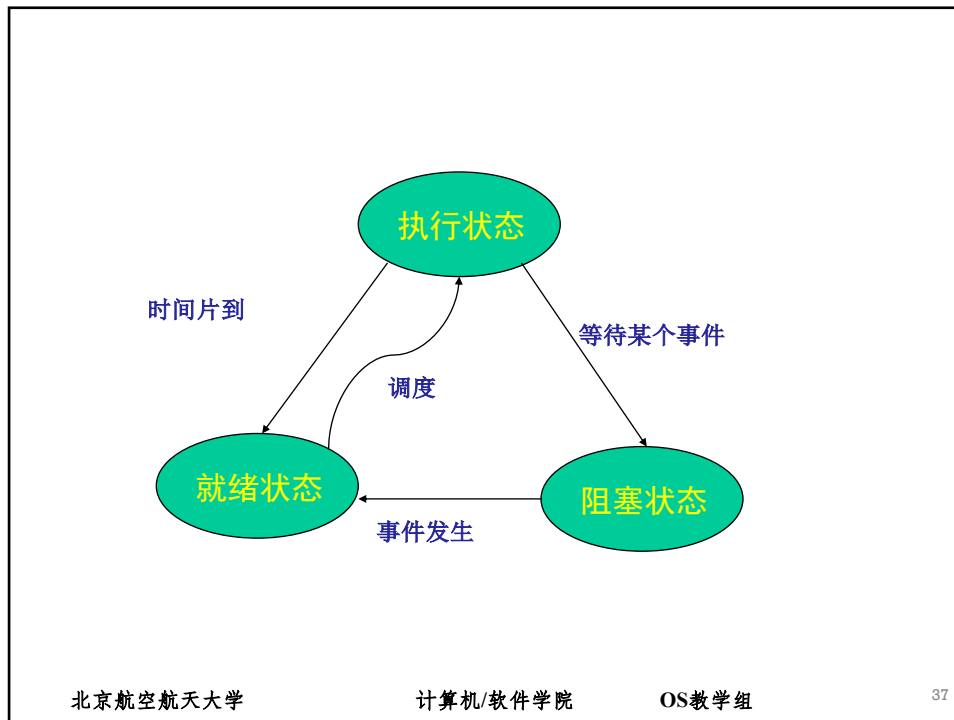 执行状态
时间片到
等待某个事件
调度
就绪状态
阻塞状态
事件发生
北京航空航天大学 计算机/软件学院 OS教学组 37